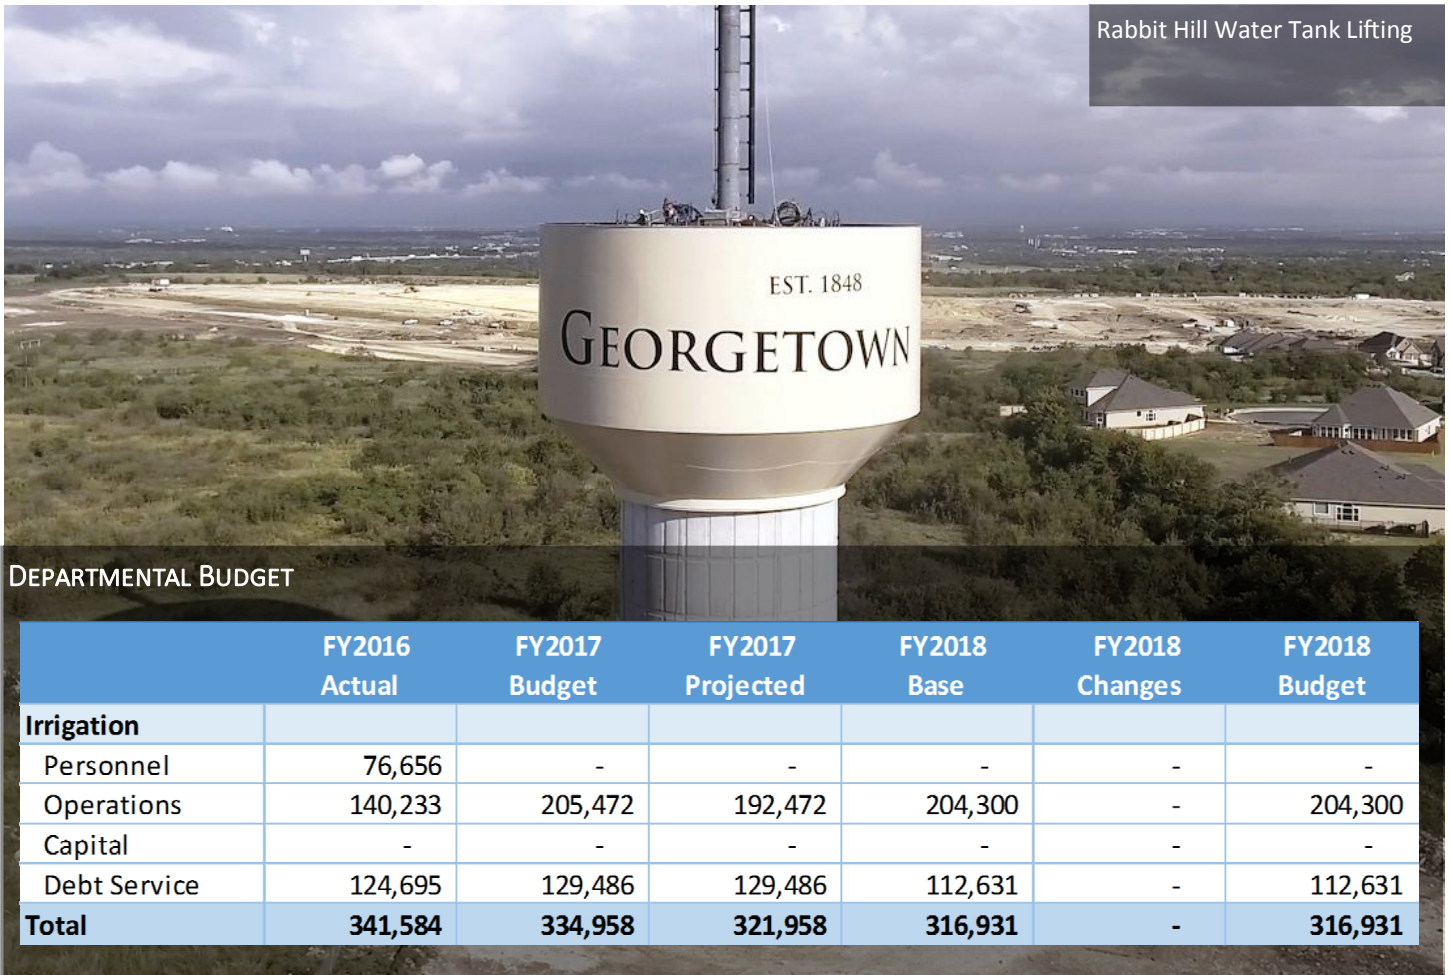 Rabbit Hill Water Tank Lifting
EST. 1848
GEORGETOWN
DEPARTMENTAL BUDGET
FY2016 Actual FY2017 Budget FY2017 Projected FY2018 Base FY2018 Changes FY2018 Budget
Irrigation
Personnel 76,656 - - - - -
Operations 140,233 205,472 192,472 204,300 - 204,300
Capital - - - - - -
Debt Service 124,695 129,486 129,486 112,631 - 112,631
Total 341,584 334,958 321,958 316,931 - 316,931